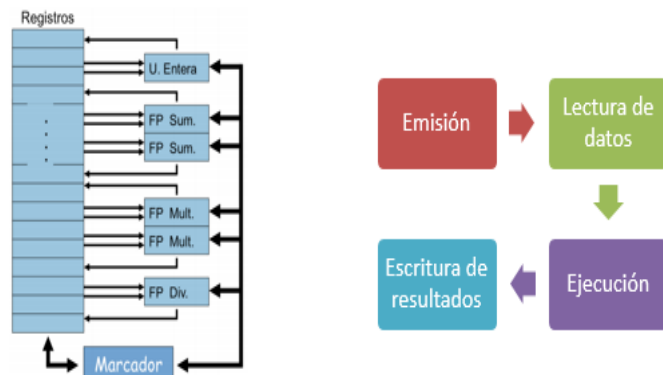 Registros
U. Entera
FP Sum.
FP Sum.
FP Mult.
FP Mult.
FP Div.
Marcador
Emisión
Lectura de
datos
Escritura de
resultados
Ejecución